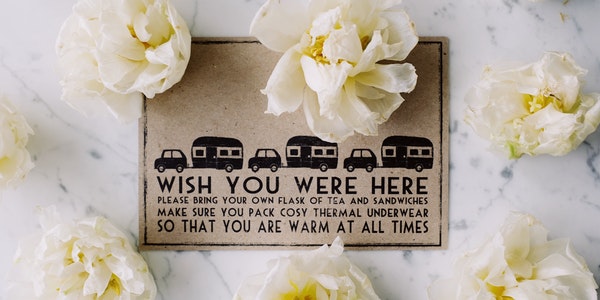 WISH YOU WERE HERE
PLEASE BRING YOUR OWN FLASK OF TEA AND SANDWICHES
MAKE SURE YOU PACK COSY THERMAL UNDERWEAR
SO THAT YOU ARE WARM AT ALL TIMES